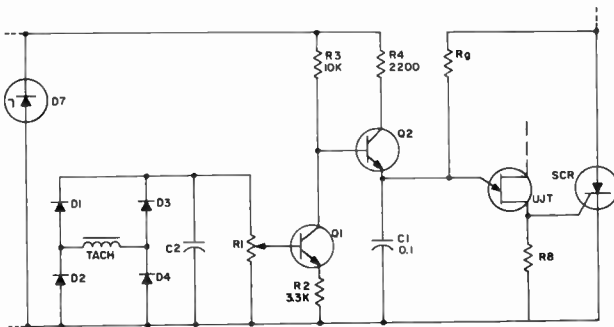 R3
10K
R4
2200
Rg
D7
Q2
D1
D3
SCR
UJT
C2
R1
Q1
C1
0.1
TACH
D2
D4
R2
3.3K
R8